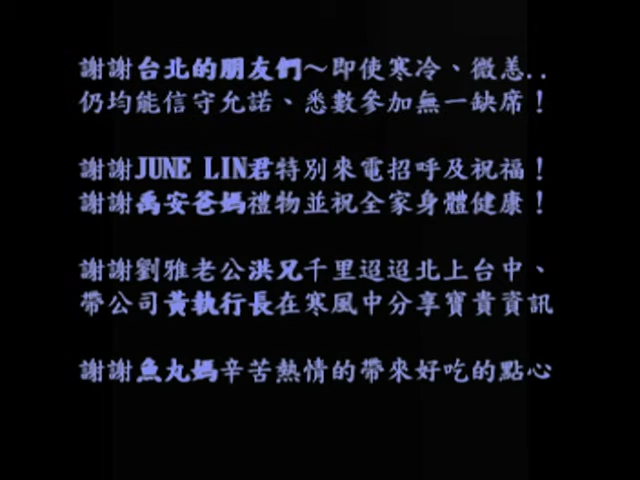 謝謝台北的朋友們～即使寒冷、微恙..
仍均能信守允諾、悉數參加無一缺席！
謝謝JUNE LIN君特別來電招呼及祝福！
謝謝禹安爸媽禮物並祝全家身體健康！
謝謝劉雅老公洪兄千里迢迢北上台中、
帶公司黃執行長在寒風中分享寶貴資訊
謝謝魚丸媽辛苦熱情的帶來好吃的點心